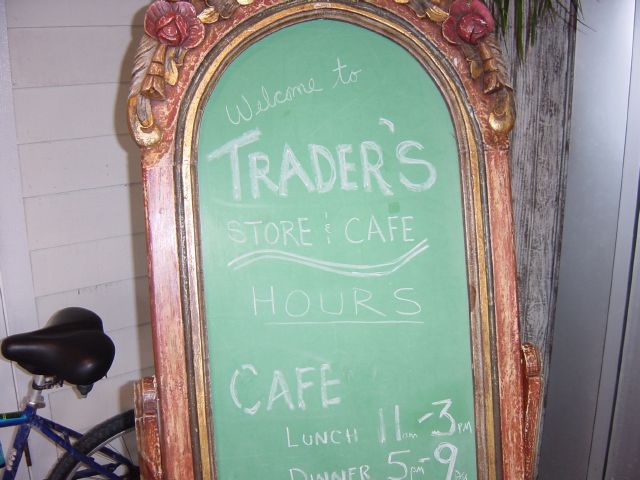 Welcome to
TRADER'S
STORE & CAFE
HOURS
CAFE
LUNCH 11am-3PM
DINNER 5pm-9